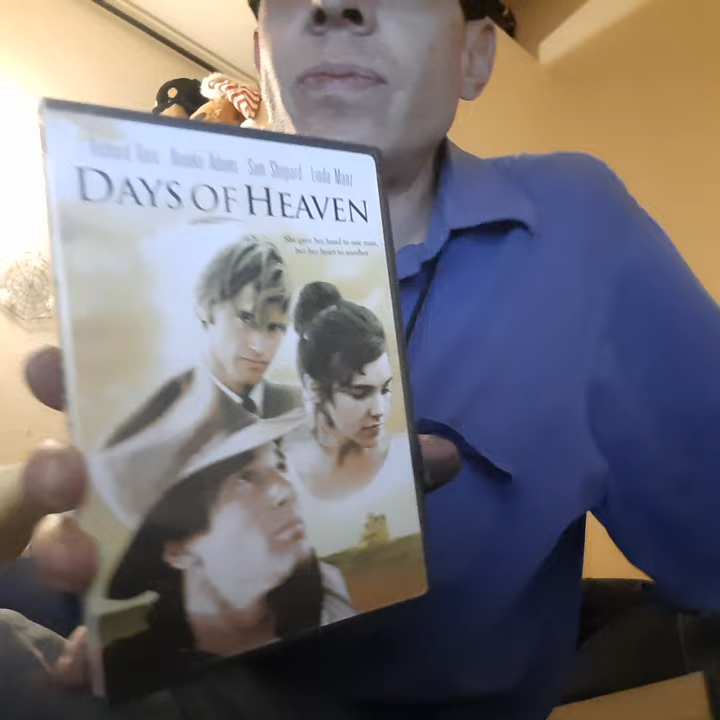 Richard Gere Brooke Adams Sam Shepard Linda Manz
DAYS OF HEAVEN
She gave her hand to one man,
but her heart to another